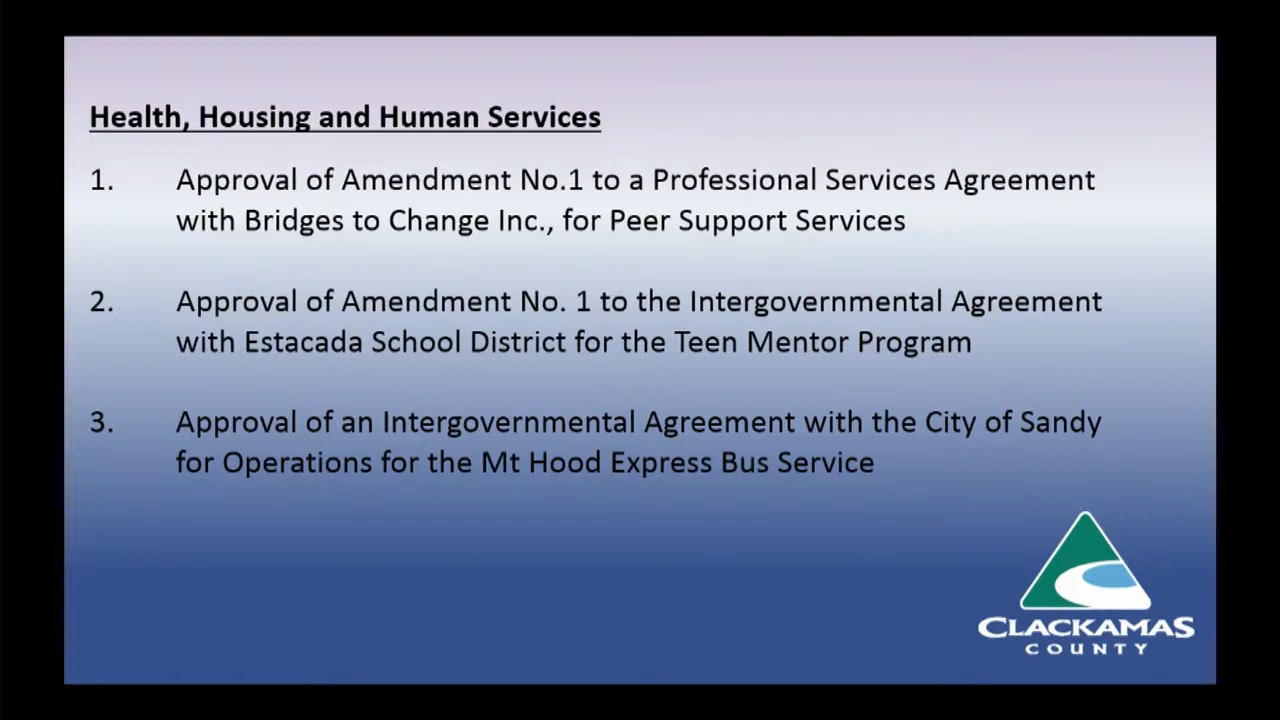 Health, Housing and Human Services
1. Approval of Amendment No.1 to a Professional Services Agreement
with Bridges to Change Inc., for Peer Support Services
2. Approval of Amendment No. 1 to the Intergovernmental Agreement
with Estacada School District for the Teen Mentor Program
3. Approval of an Intergovernmental Agreement with the City of Sandy
for Operations for the Mt Hood Express Bus Service
CLACKAMAS
COUNTY